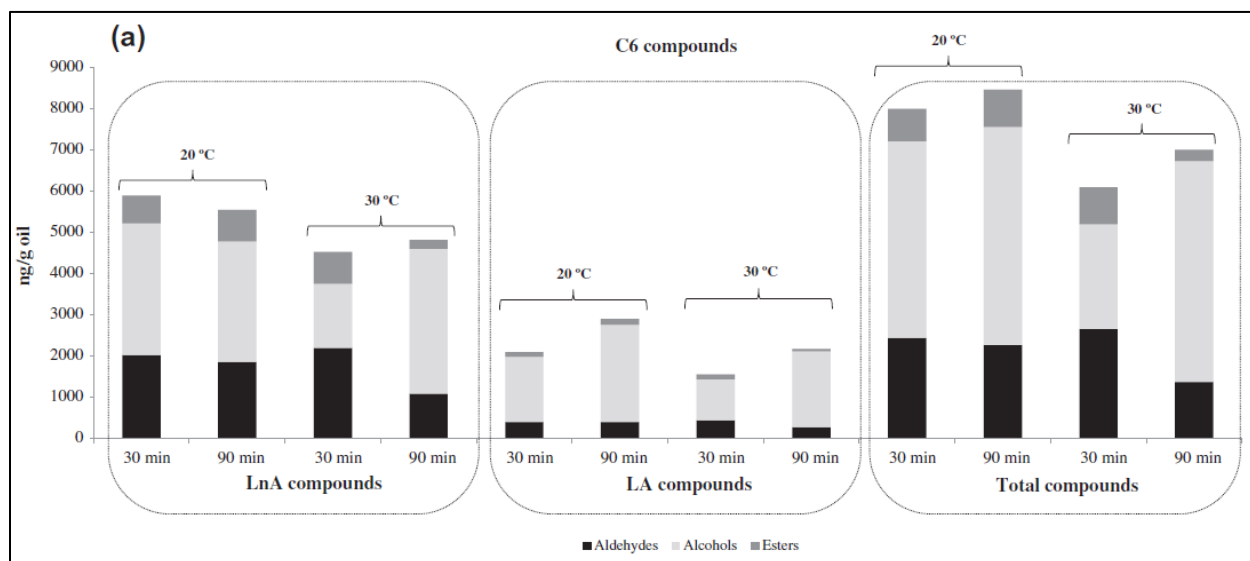 (a)
C6 compounds
ng/g oil
9000
8000
7000
6000
5000
4000
3000
2000
1000
0
20 ºC
30 ºC
20 ºC
30 ºC
20 ºC
30 ºC
30 min 90 min 30 min 90 min 30 min 90 min 30 min 90 min 30 min 90 min 30 min 90 min
LnA compounds LA compounds Total compounds
Aldehydes Alcohols Esters